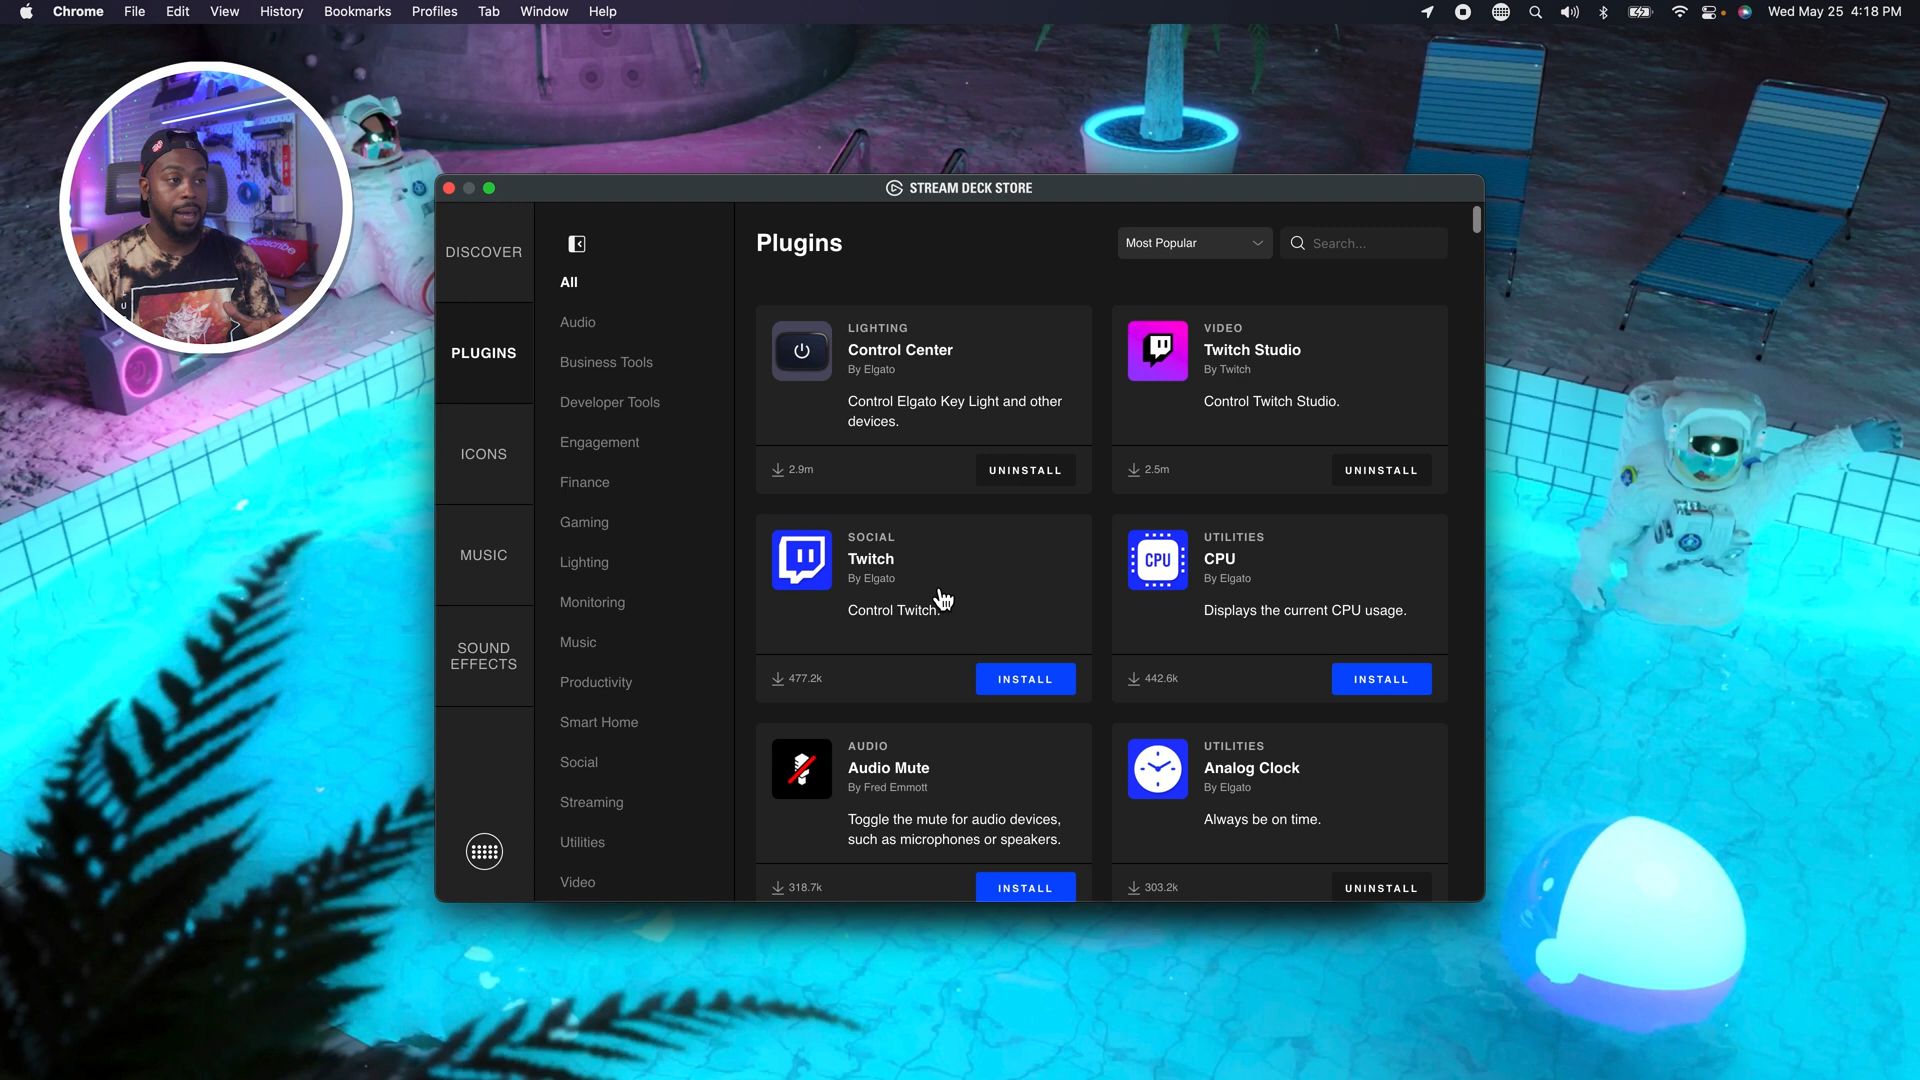 Chrome File Edit View History Bookmarks Profiles Tab Window Help
Wed May 25 4:18 PM
STREAM DECK STORE
DISCOVER
PLUGINS
ICONS
MUSIC
SOUND
EFFECTS
All
Audio
Business Tools
Developer Tools
Engagement
Finance
Gaming
Lighting
Monitoring
Music
Productivity
Smart Home
Social
Streaming
Utilities
Video
Plugins
Most Popular
Search...
LIGHTING
Control Center
By Elgato
Control Elgato Key Light and other
devices.
2.9m
UNINSTALL
VIDEO
Twitch Studio
By Twitch
Control Twitch Studio.
2.5m
UNINSTALL
SOCIAL
Twitch
By Elgato
Control Twitch.
477.2k
INSTALL
CPU
UTILITIES
CPU
By Elgato
Displays the current CPU usage.
442.6k
INSTALL
AUDIO
Audio Mute
By Fred Emmott
Toggle the mute for audio devices,
such as microphones or speakers.
318.7k
INSTALL
UTILITIES
Analog Clock
By Elgato
Always be on time.
303.2k
UNINSTALL
subscribe